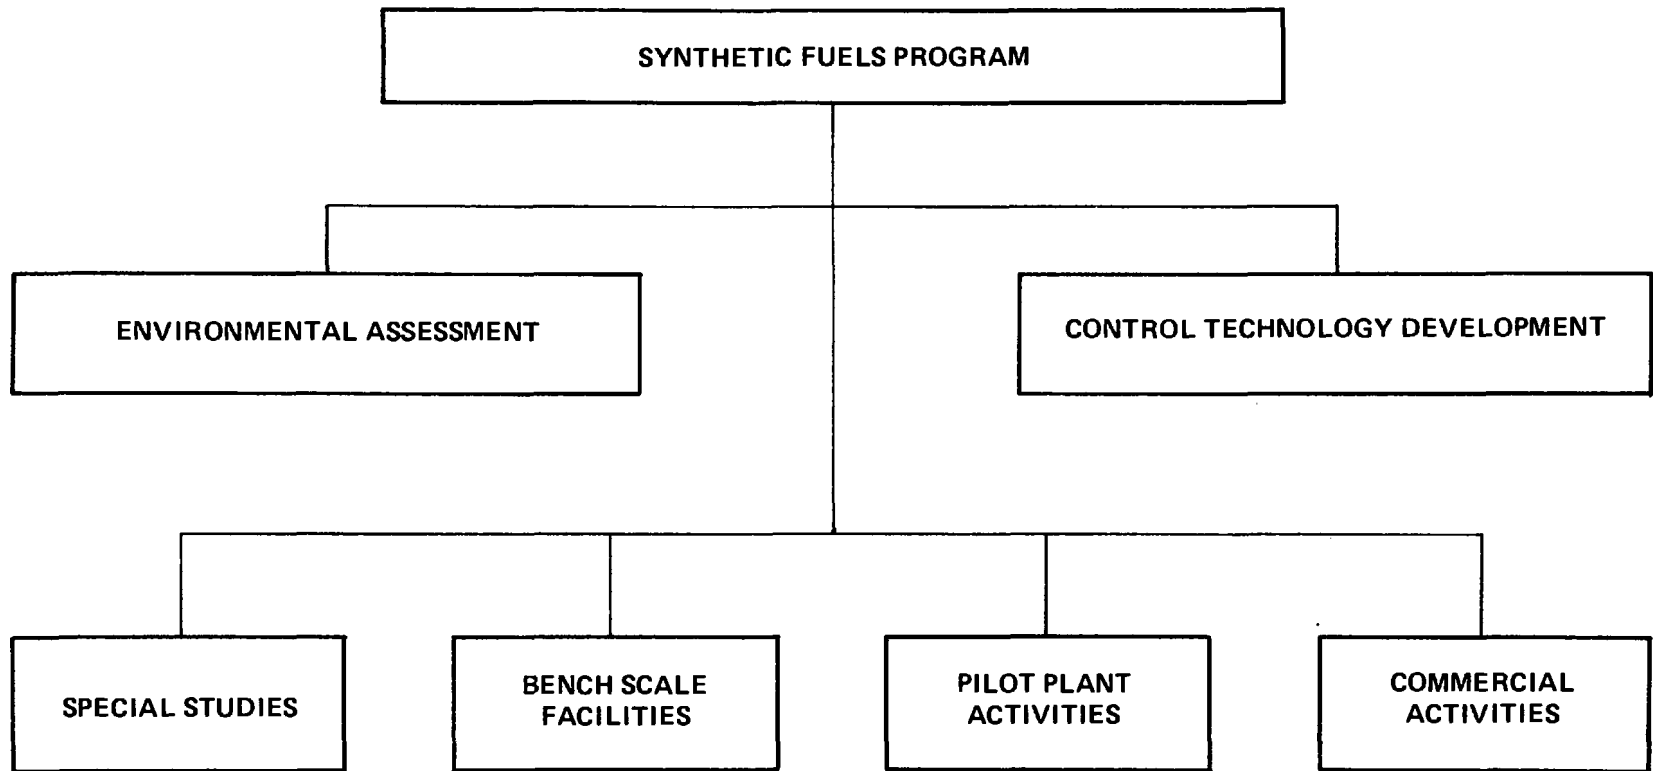 SYNTHETIC FUELS PROGRAM
ENVIRONMENTAL ASSESSMENT
CONTROL TECHNOLOGY DEVELOPMENT
SPECIAL STUDIES
BENCH SCALE
FACILITIES
PILOT PLANT
ACTIVITIES
COMMERCIAL
ACTIVITIES